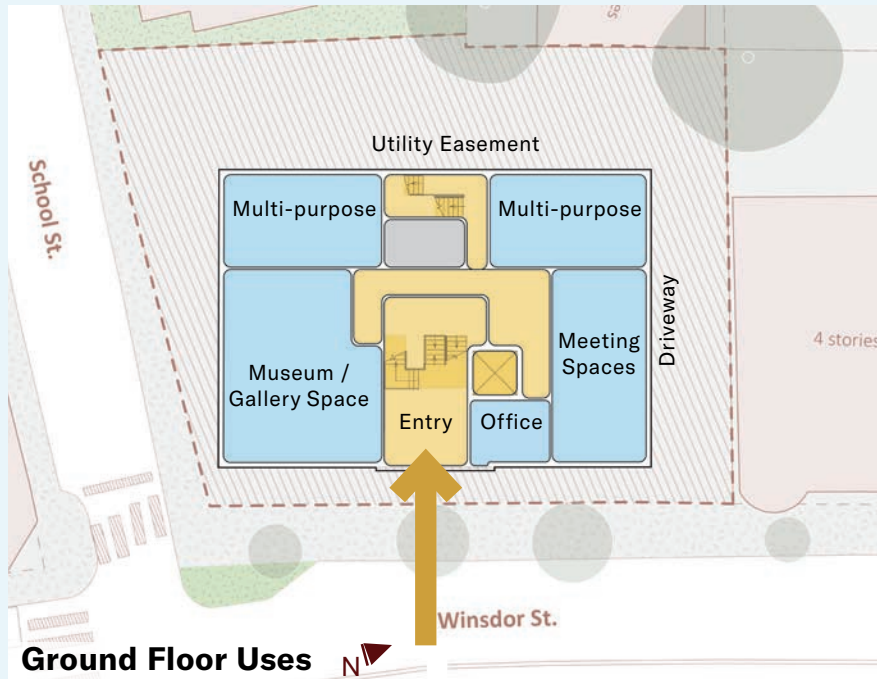 Utility Easement
School St.
Multi-purpose
Multi-purpose
Driveway
4 stories
Museum /
Gallery Space
Meeting
Spaces
Entry
Office
Winsdor St.
Ground Floor Uses
N